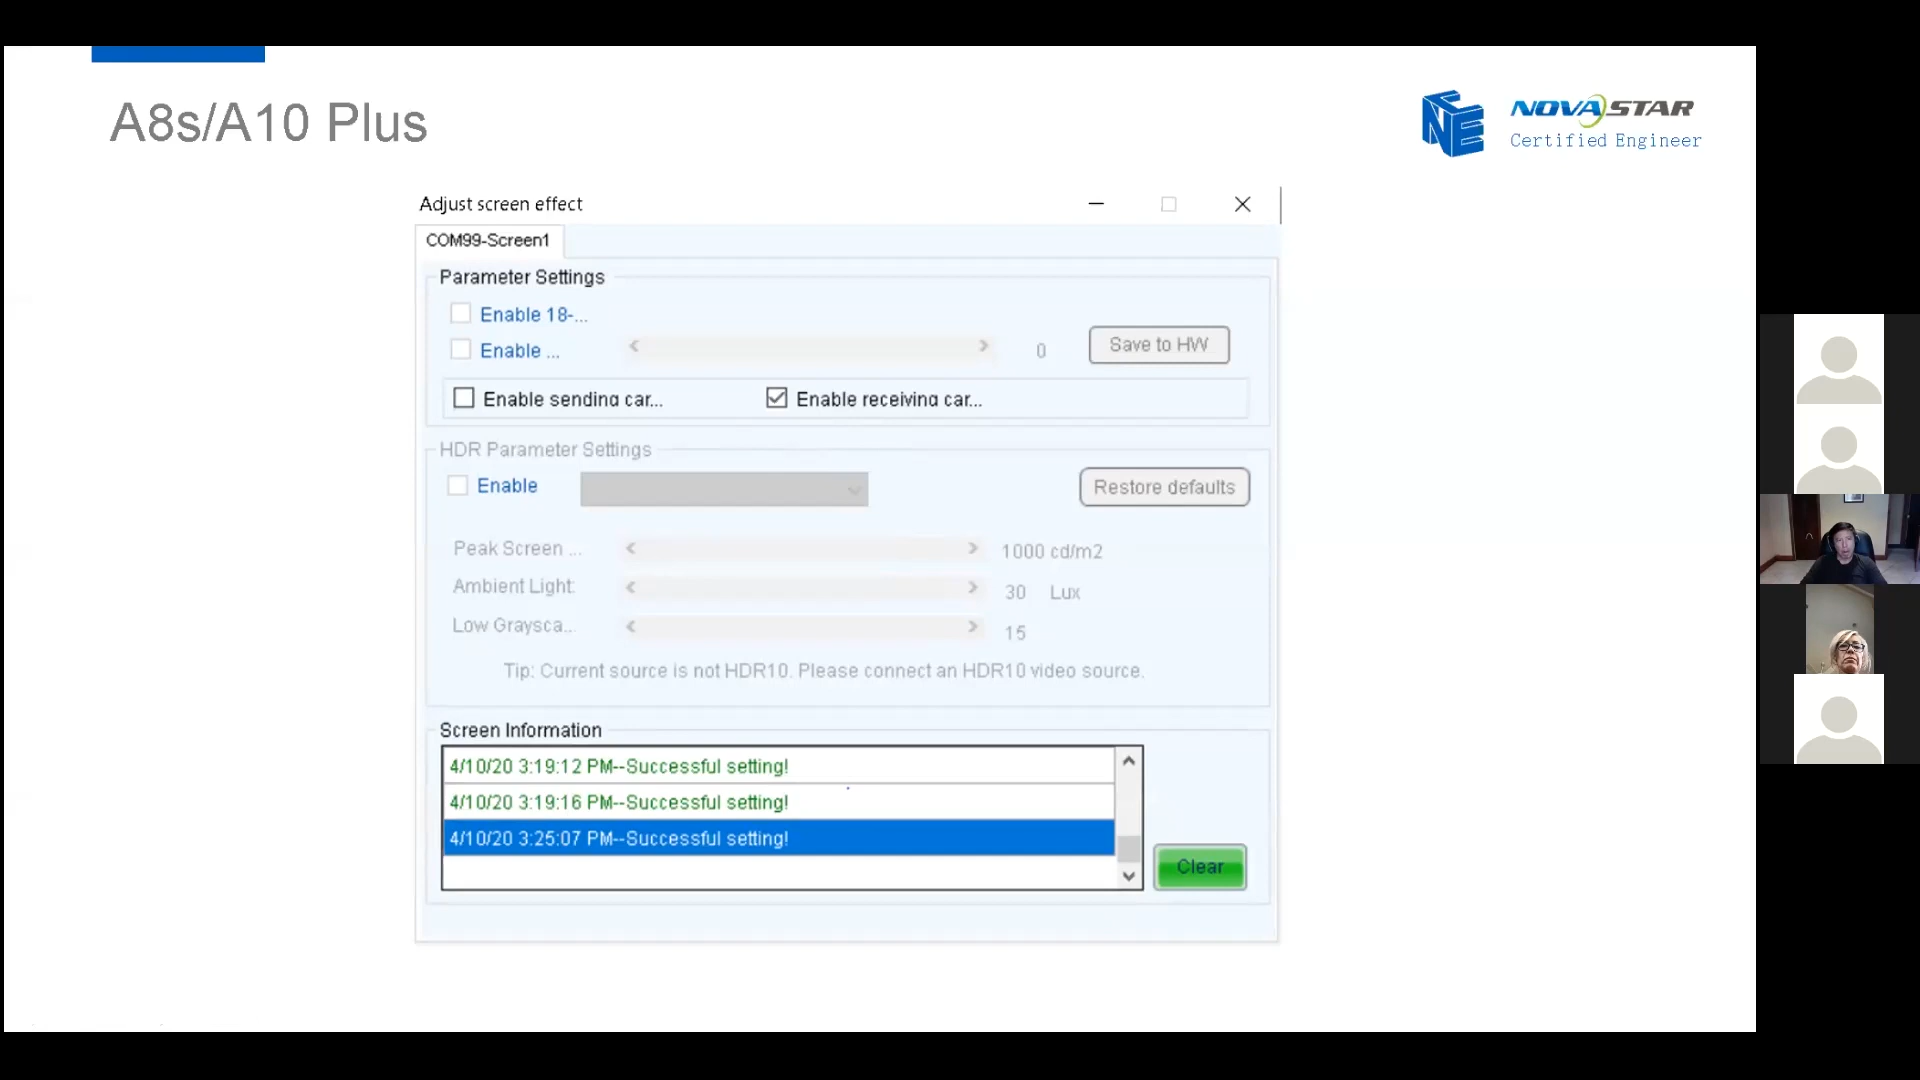 A8s/A10 Plus
NE
NOVASTAR
Certified Engineer
Adjust screen effect
COM99-Screen1
Parameter Settings
Enable 18-...
Enable ...
0
Save to HW
Enable sending car...
Enable receiving car...
HDR Parameter Settings
Enable
Restore defaults
Peak Screen ...
1000 cd/m2
Ambient Light:
30 Lux
Low Graysca...
15
Tip: Current source is not HDR10. Please connect an HDR10 video source.
Screen Information
4/10/20 3:19:12 PM--Successful setting!
4/10/20 3:19:16 PM--Successful setting!
4/10/20 3:25:07 PM--Successful setting!
Clear